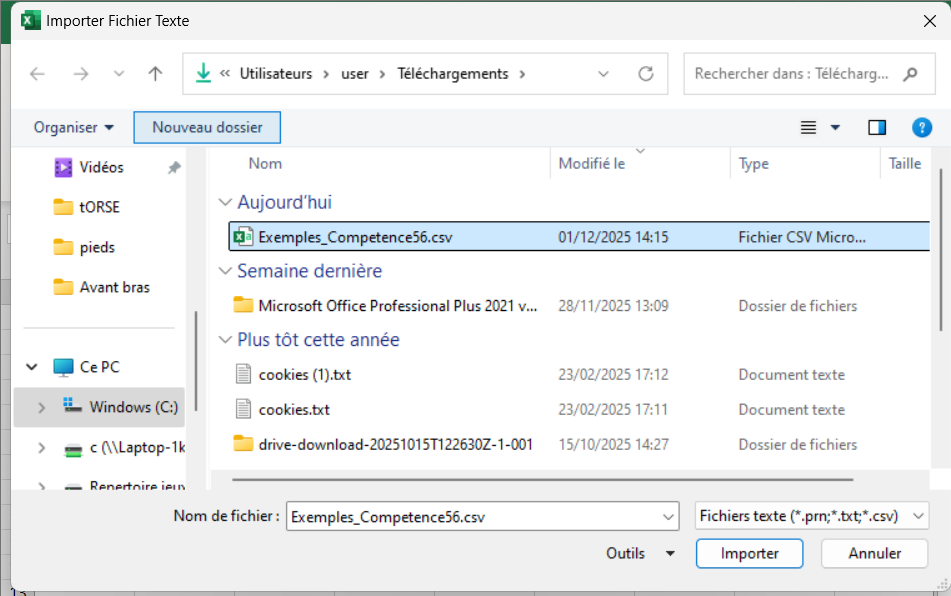 Importer Fichier Texte
« Utilisateurs > user > Téléchargements >
Rechercher dans : Télécharg...
Organiser
Nouveau dossier
Vidéos
tORSE
pieds
Avant bras
Ce PC
Windows (C:)
c (\\Laptop-1k
Repertoire jeux
Nom Modifié le Type Taille
Aujourd'hui
Exemples_Competence56.csv 01/12/2025 14:15 Fichier CSV Micro...
Semaine dernière
Microsoft Office Professional Plus 2021 v... 28/11/2025 13:09 Dossier de fichiers
Plus tôt cette année
cookies (1).txt 23/02/2025 17:12 Document texte
cookies.txt 23/02/2025 17:11 Document texte
drive-download-20251015T122630Z-1-001 15/10/2025 14:27 Dossier de fichiers
Nom de fichier : Exemples_Competence56.csv Fichiers texte (*.prn;*.txt;*.csv)
Outils Importer Annuler